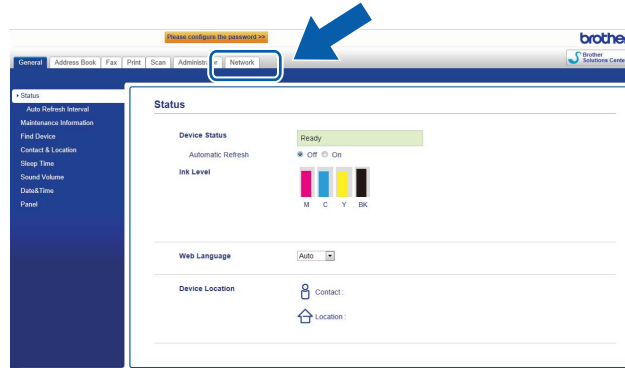 Please configure the password >>
brother
Brother
Solutions Center
General Address Book Fax Print Scan Administrator Network
Status
Auto Refresh Interval
Maintenance Information
Find Device
Contact & Location
Sleep Time
Sound Volume
Date&Time
Panel
Status
Device Status Ready
Automatic Refresh Off On
Ink Level
M C Y BK
Web Language Auto
Device Location Contact :
Location :